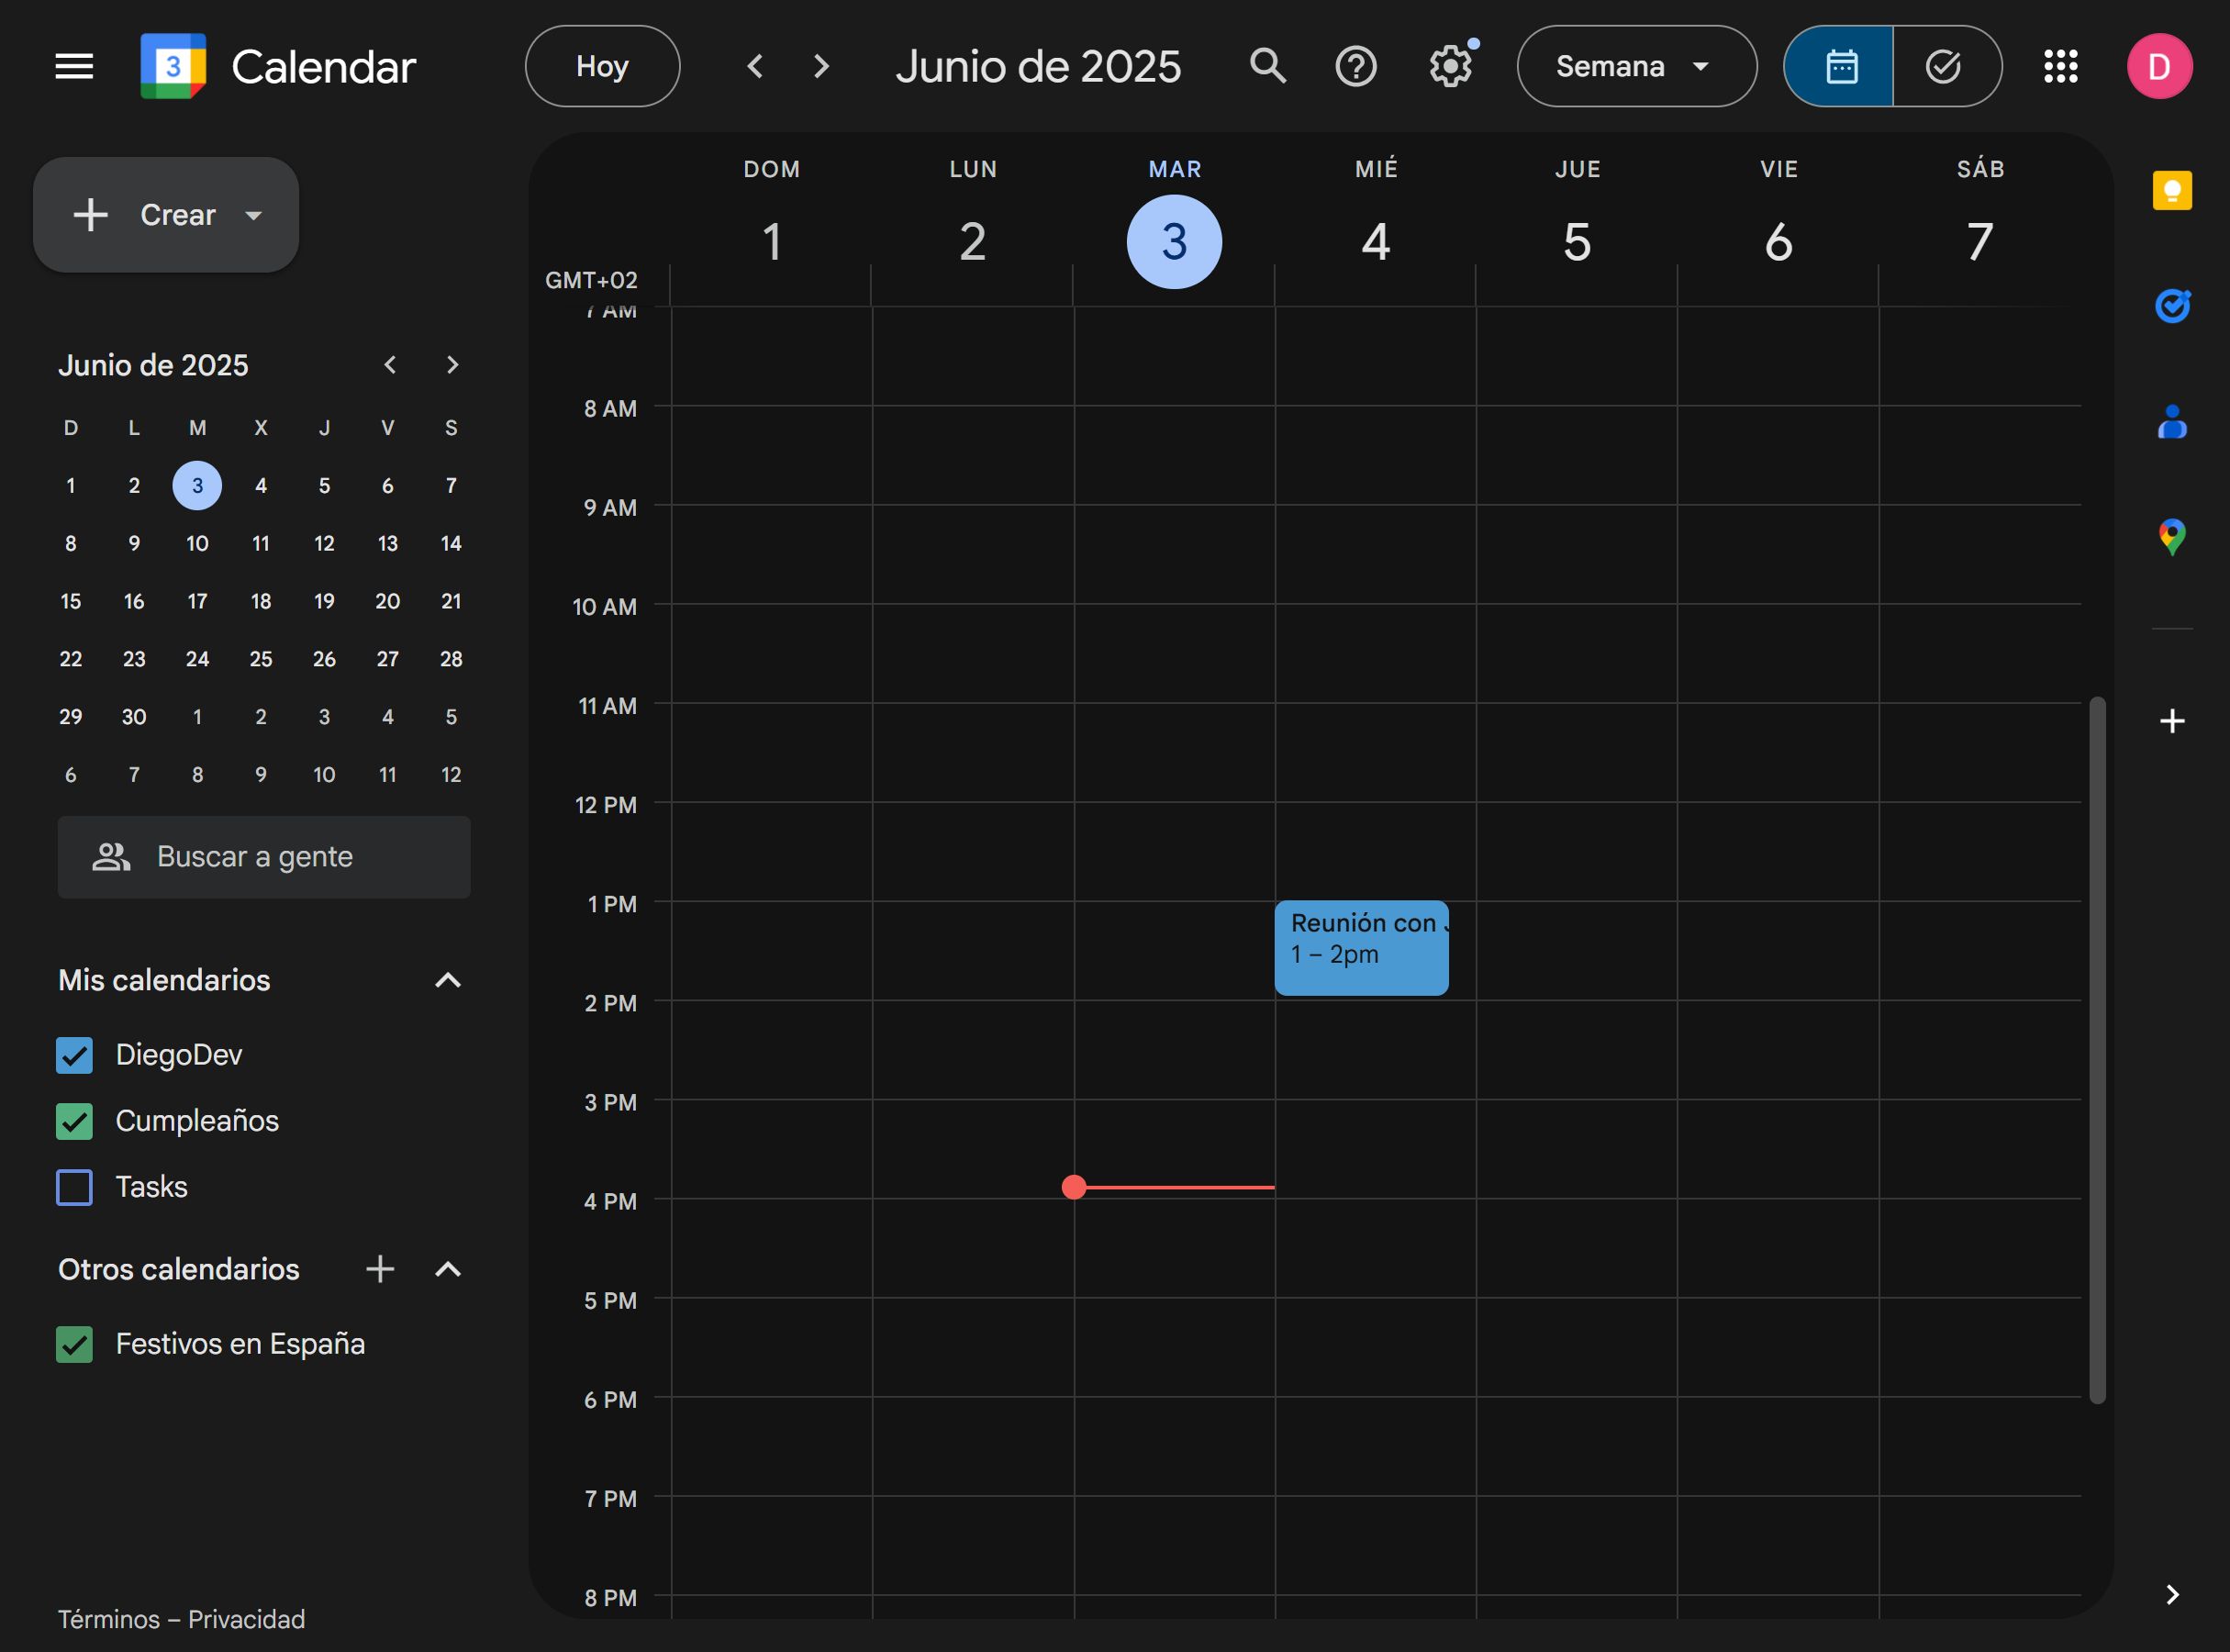 3 Calendar Hoy Junio de 2025 Semana D
Crear
DOM LUN MAR MIÉ JUE VIE SÁB
1 2 3 4 5 6 7
GMT+02
7 AM
8 AM
9 AM
10 AM
11 AM
12 PM
1 PM
2 PM
3 PM
4 PM
5 PM
6 PM
7 PM
8 PM
Reunión con
1 – 2pm
Junio de 2025
D L M X J V S
1 2 3 4 5 6 7
8 9 10 11 12 13 14
15 16 17 18 19 20 21
22 23 24 25 26 27 28
29 30 1 2 3 4 5
6 7 8 9 10 11 12
Buscar a gente
Mis calendarios
DiegoDev
Cumpleaños
Tasks
Otros calendarios
Festivos en España
Términos – Privacidad